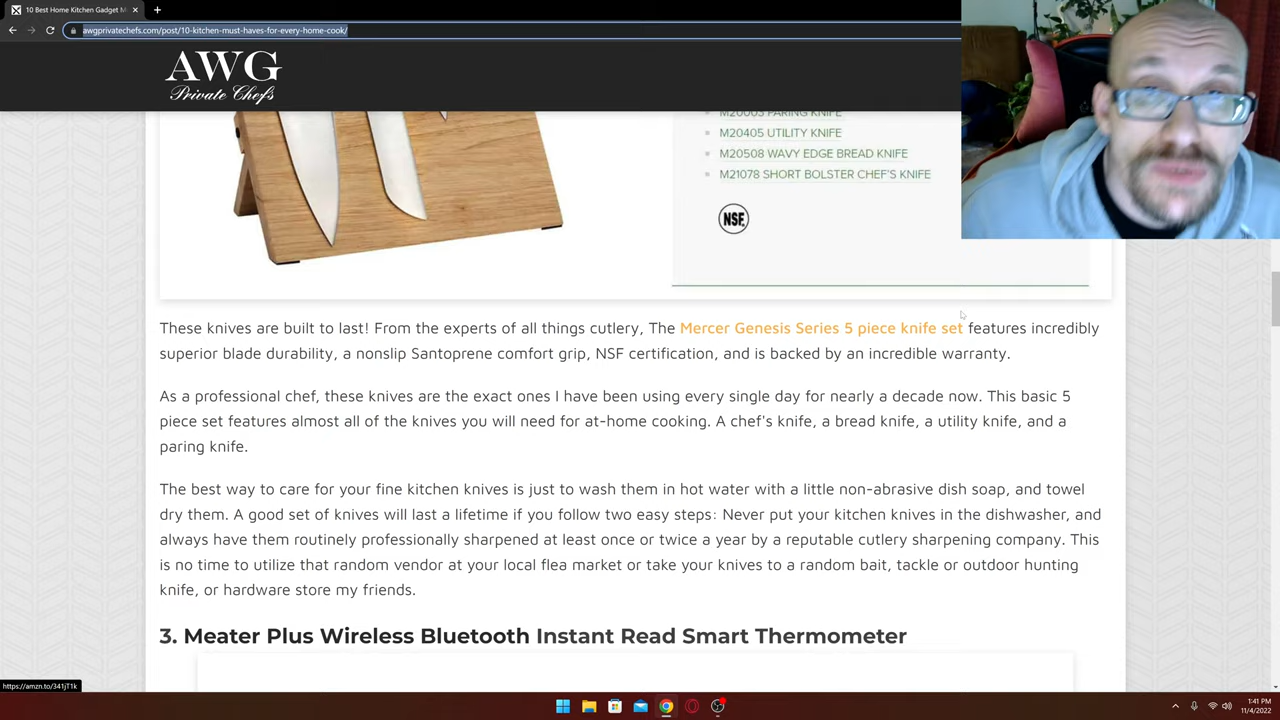 10 Best Home Kitchen Gadget M
awgprivatechefs.com/post/10-kitchen-must-haves-for-every-home-cook/
AWG
Private Chefs
M20003 PARING KNIFE
M20405 UTILITY KNIFE
M20508 WAVY EDGE BREAD KNIFE
M21078 SHORT BOLSTER CHEF'S KNIFE
NSF
These knives are built to last! From the experts of all things cutlery, The Mercer Genesis Series 5 piece knife set features incredibly
superior blade durability, a nonslip Santoprene comfort grip, NSF certification, and is backed by an incredible warranty.
As a professional chef, these knives are the exact ones I have been using every single day for nearly a decade now. This basic 5
piece set features almost all of the knives you will need for at-home cooking. A chef's knife, a bread knife, a utility knife, and a
paring knife.
The best way to care for your fine kitchen knives is just to wash them in hot water with a little non-abrasive dish soap, and towel
dry them. A good set of knives will last a lifetime if you follow two easy steps: Never put your kitchen knives in the dishwasher, and
always have them routinely professionally sharpened at least once or twice a year by a reputable cutlery sharpening company. This
is no time to utilize that random vendor at your local flea market or take your knives to a random bait, tackle or outdoor hunting
knife, or hardware store my friends.
3. Meater Plus Wireless Bluetooth Instant Read Smart Thermometer
https://amzn.to/341jT1k
1:41 PM
11/4/2022